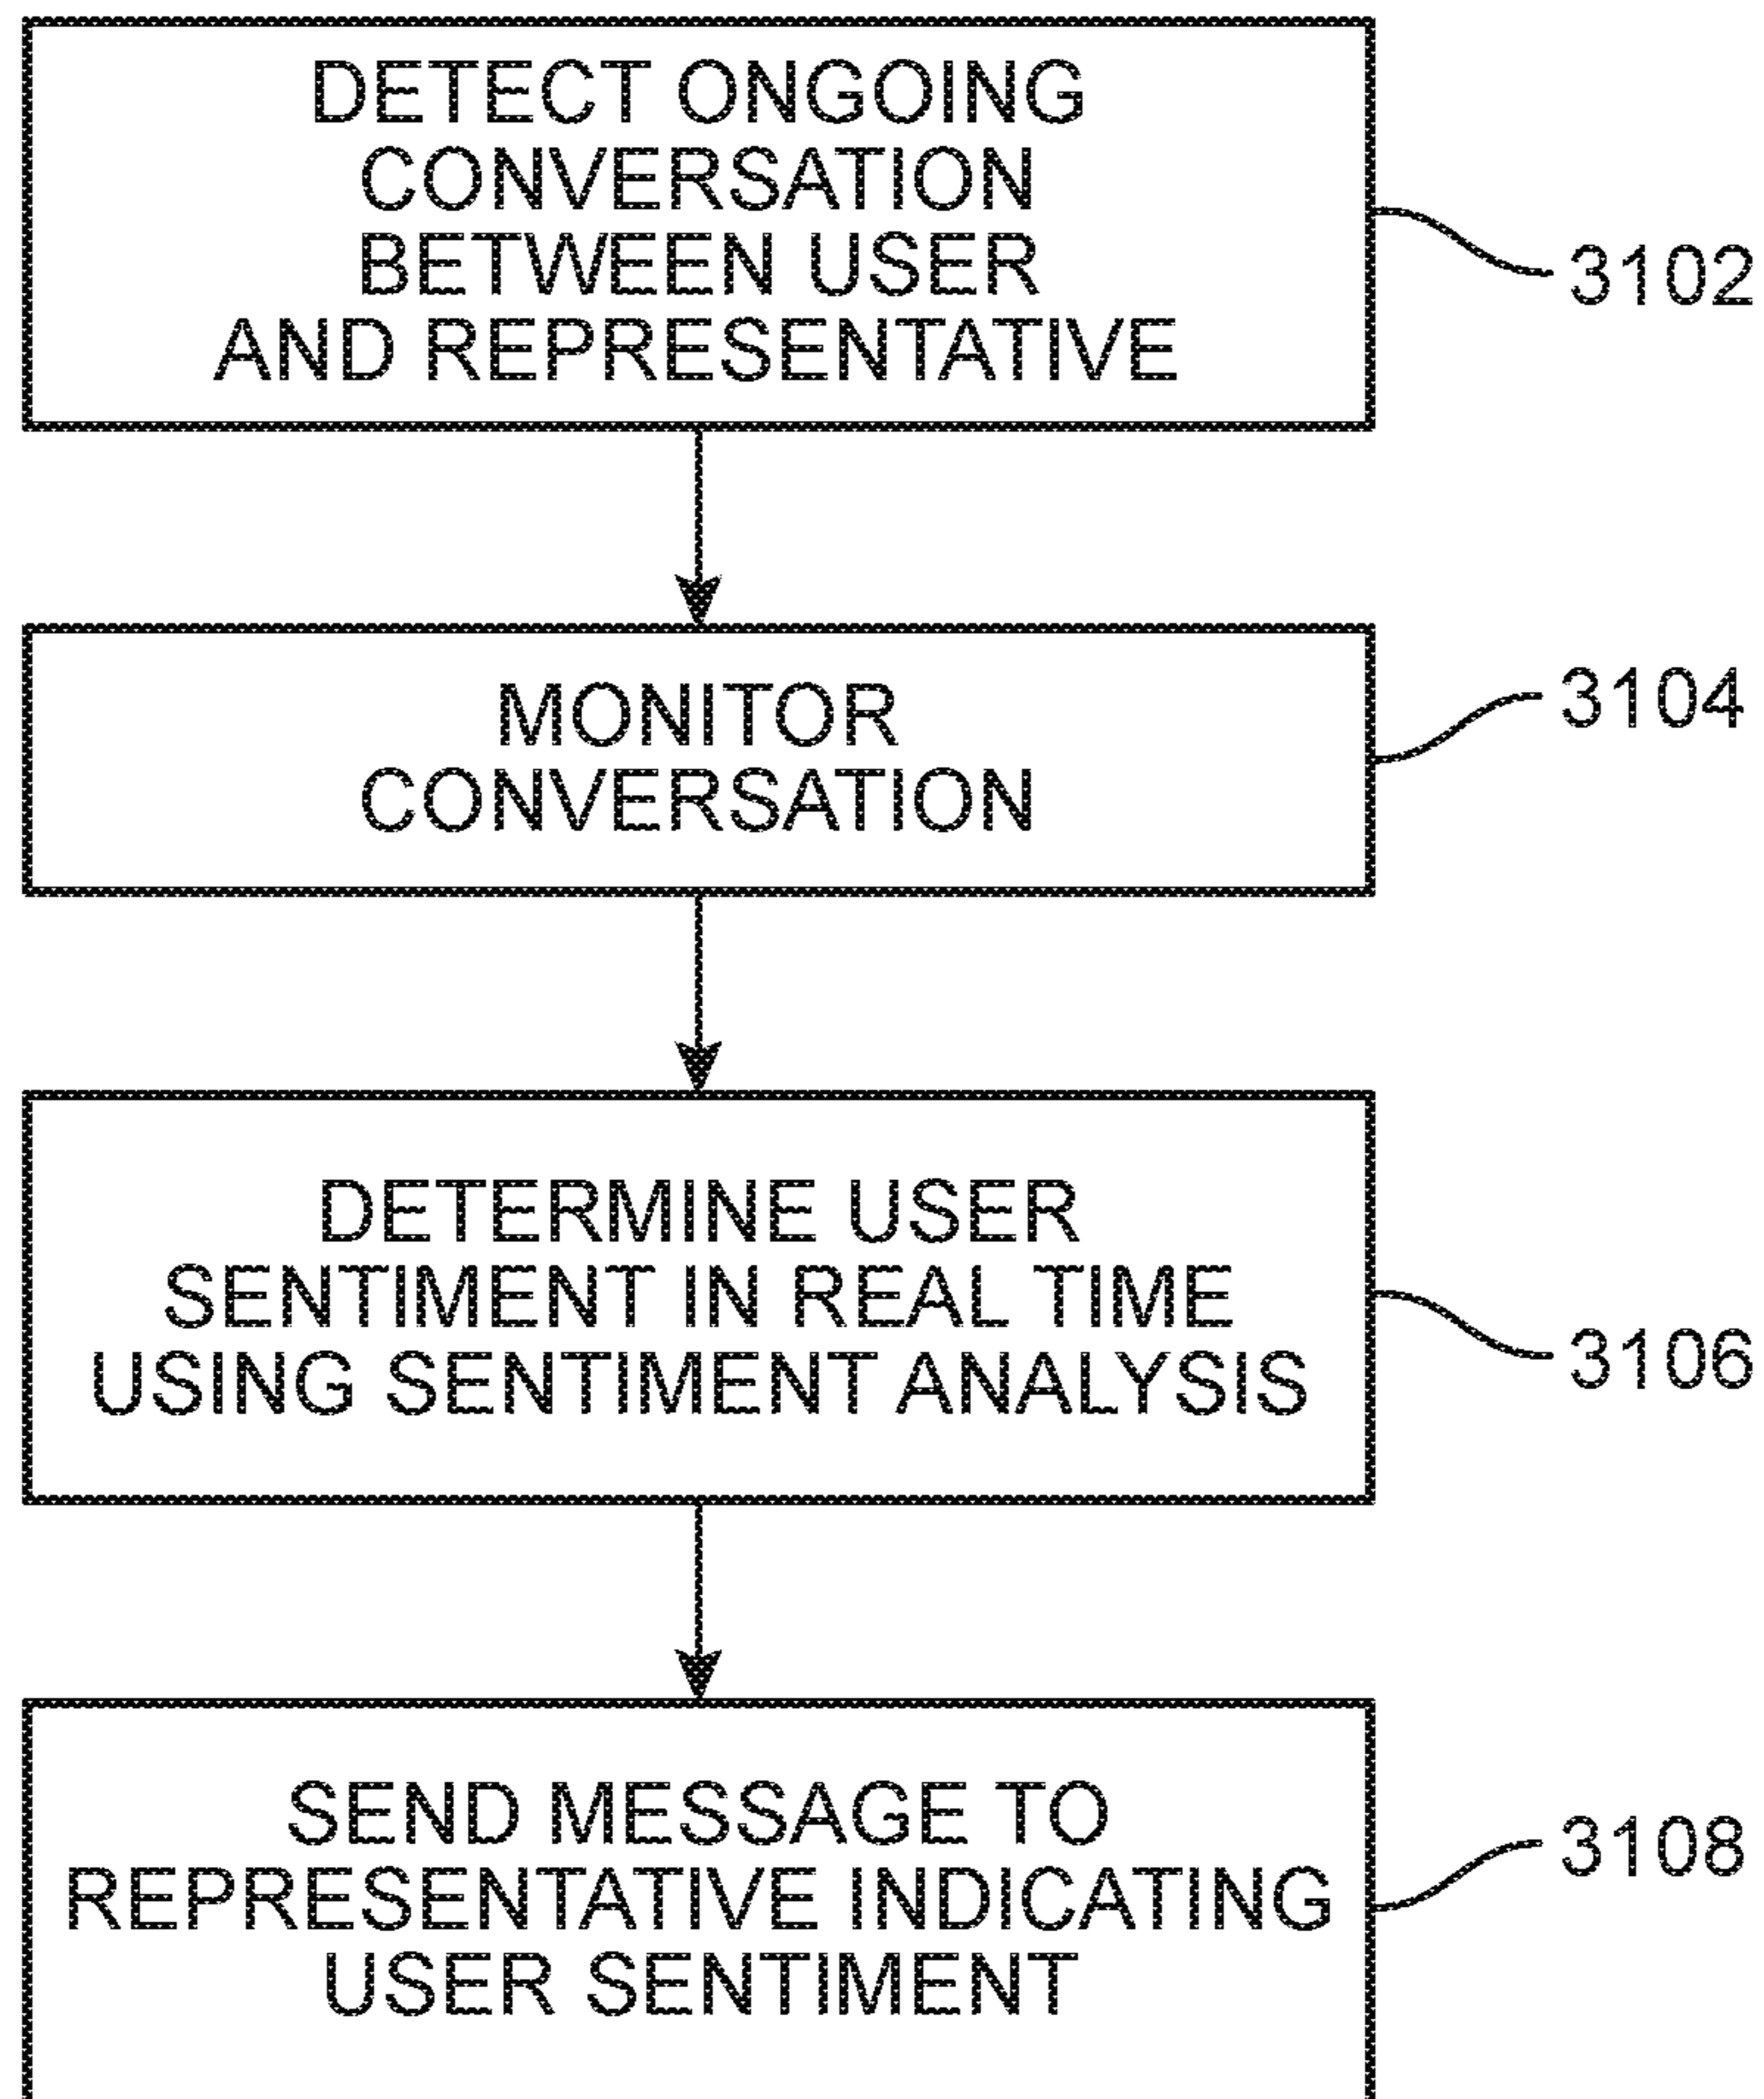 DETECT ONGOING
CONVERSATION
BETWEEN USER
AND REPRESENTATIVE
3102
MONITOR
CONVERSATION
3104
DETERMINE USER
SENTIMENT IN REAL TIME
USING SENTIMENT ANALYSIS
3106
SEND MESSAGE TO
REPRESENTATIVE INDICATING
USER SENTIMENT
3108